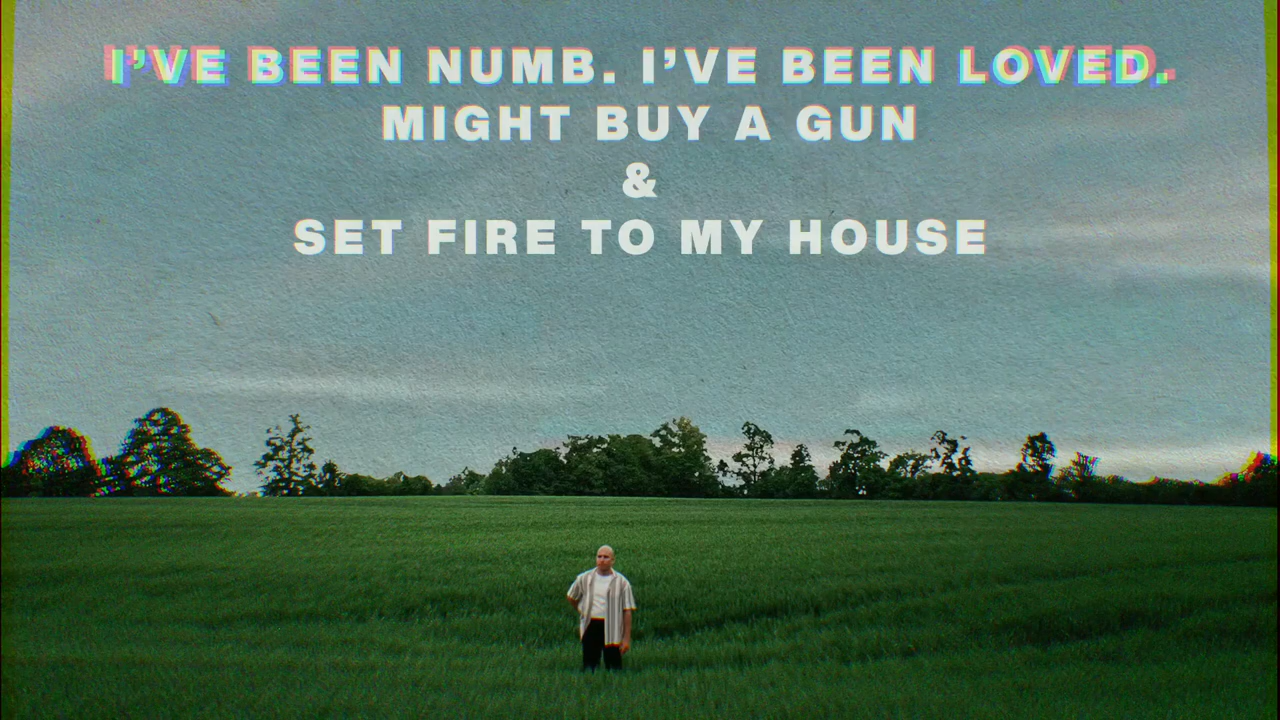 I’VE BEEN NUMB. I’VE BEEN LOVED.
MIGHT BUY A GUN
&
SET FIRE TO MY HOUSE